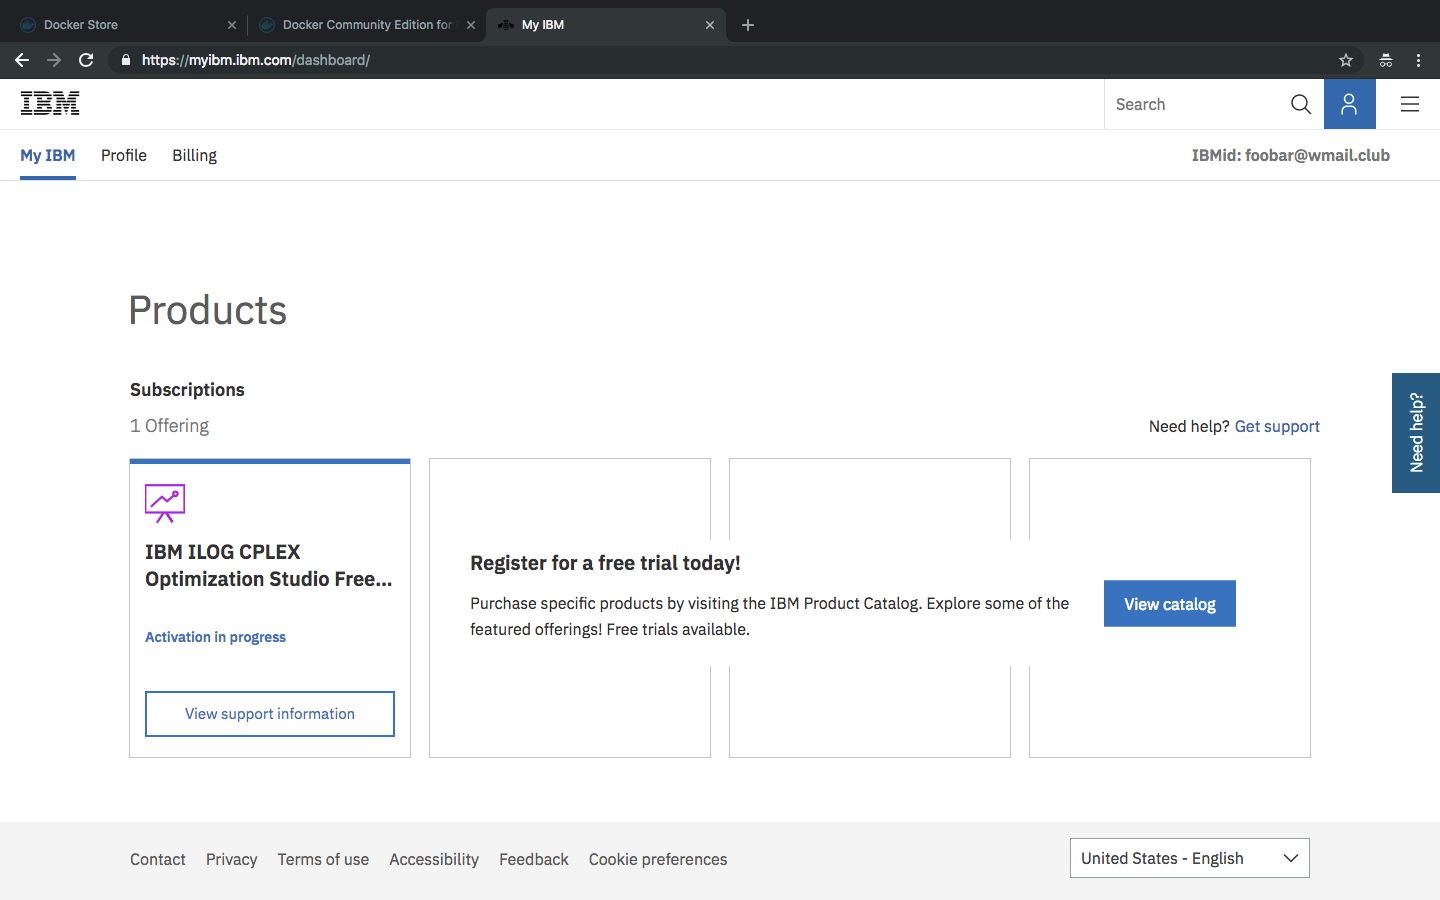 Docker Store
Docker Community Edition for
My IBM
https://myibm.ibm.com/dashboard/
IBM
Search
My IBM
Profile
Billing
IBMid: foobar@wmail.club
Products
Subscriptions
1 Offering
Need help? Get support
Need help?
IBM ILOG CPLEX
Optimization Studio Free...
Activation in progress
View support information
Register for a free trial today!
Purchase specific products by visiting the IBM Product Catalog. Explore some of the
featured offerings! Free trials available.
View catalog
Contact
Privacy
Terms of use
Accessibility
Feedback
Cookie preferences
United States - English